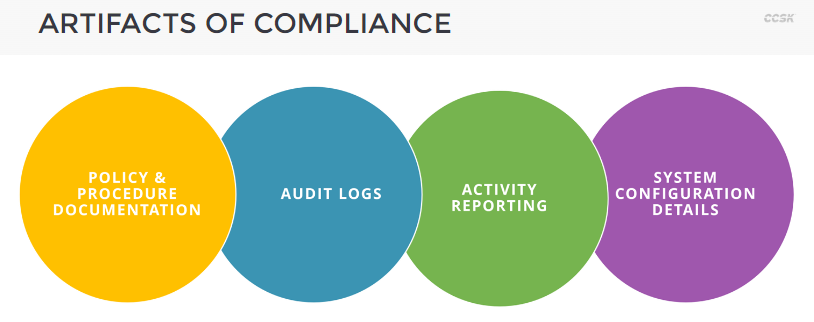 ARTIFACTS OF COMPLIANCE
CCSK
POLICY &
PROCEDURE
DOCUMENTATION
AUDIT LOGS
ACTIVITY
REPORTING
SYSTEM
CONFIGURATION
DETAILS